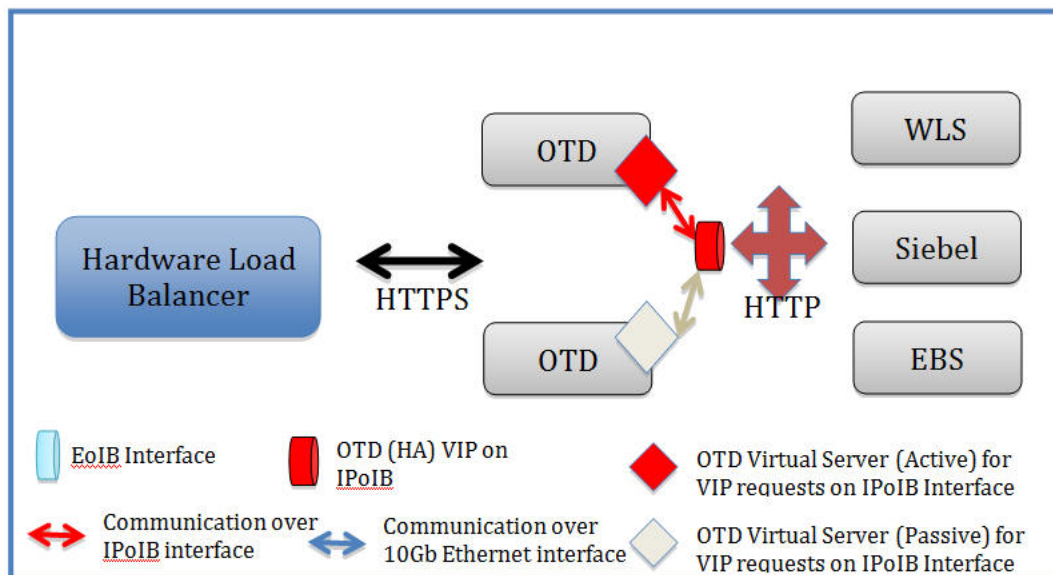 WLS
OTD
Hardware Load
Balancer
HTTPS
Siebel
HTTP
OTD
EBS
EoIB Interface
OTD (HA) VIP on
IPoIB
OTD Virtual Server (Active) for
VIP requests on IPoIB Interface
Communication over
IPoIB interface
Communication over
10Gb Ethernet interface
OTD Virtual Server (Passive) for
VIP requests on IPoIB Interface